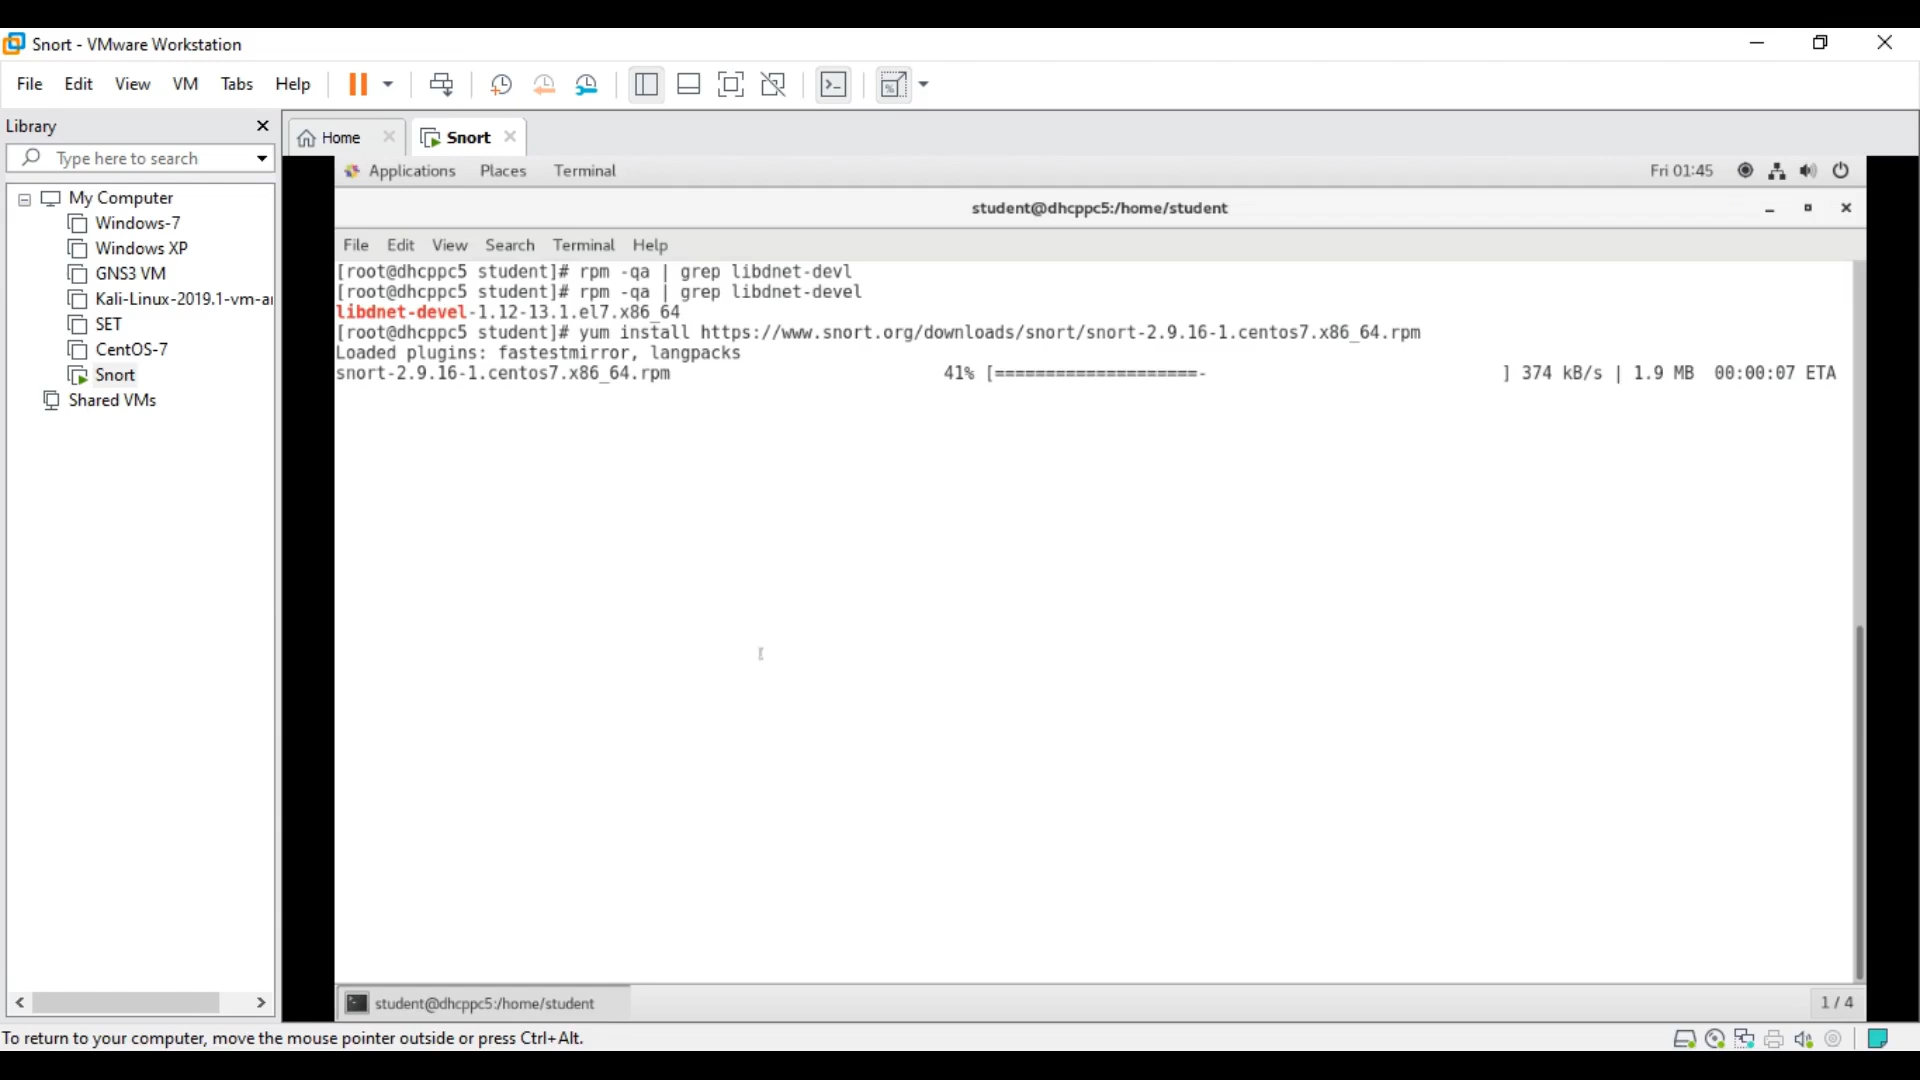 Snort - VMware Workstation
File Edit View VM Tabs Help
Library
Home
Snort
Type here to search
Applications Places Terminal
Fri 01:45
My Computer
student@dhcppc5:/home/student
Windows-7
Windows XP
File Edit View Search Terminal Help
GNS3 VM
[root@dhcppc5 student]# rpm -qa | grep libdnet-devl
Kali-Linux-2019.1-vm-a
[root@dhcppc5 student]# rpm -qa | grep libdnet-devel
libdnet-devel-1.12-13.1.el7.x86_64
SET
[root@dhcppc5 student]# yum install https://www.snort.org/downloads/snort/snort-2.9.16-1.centos7.x86_64.rpm
CentOS-7
Loaded plugins: fastestmirror, langpacks
Snort
snort-2.9.16-1.centos7.x86_64.rpm 41% [====================- ] 374 kB/s | 1.9 MB 00:00:07 ETA
Shared VMs
student@dhcppc5:/home/student
1 / 4
To return to your computer, move the mouse pointer outside or press Ctrl+Alt.